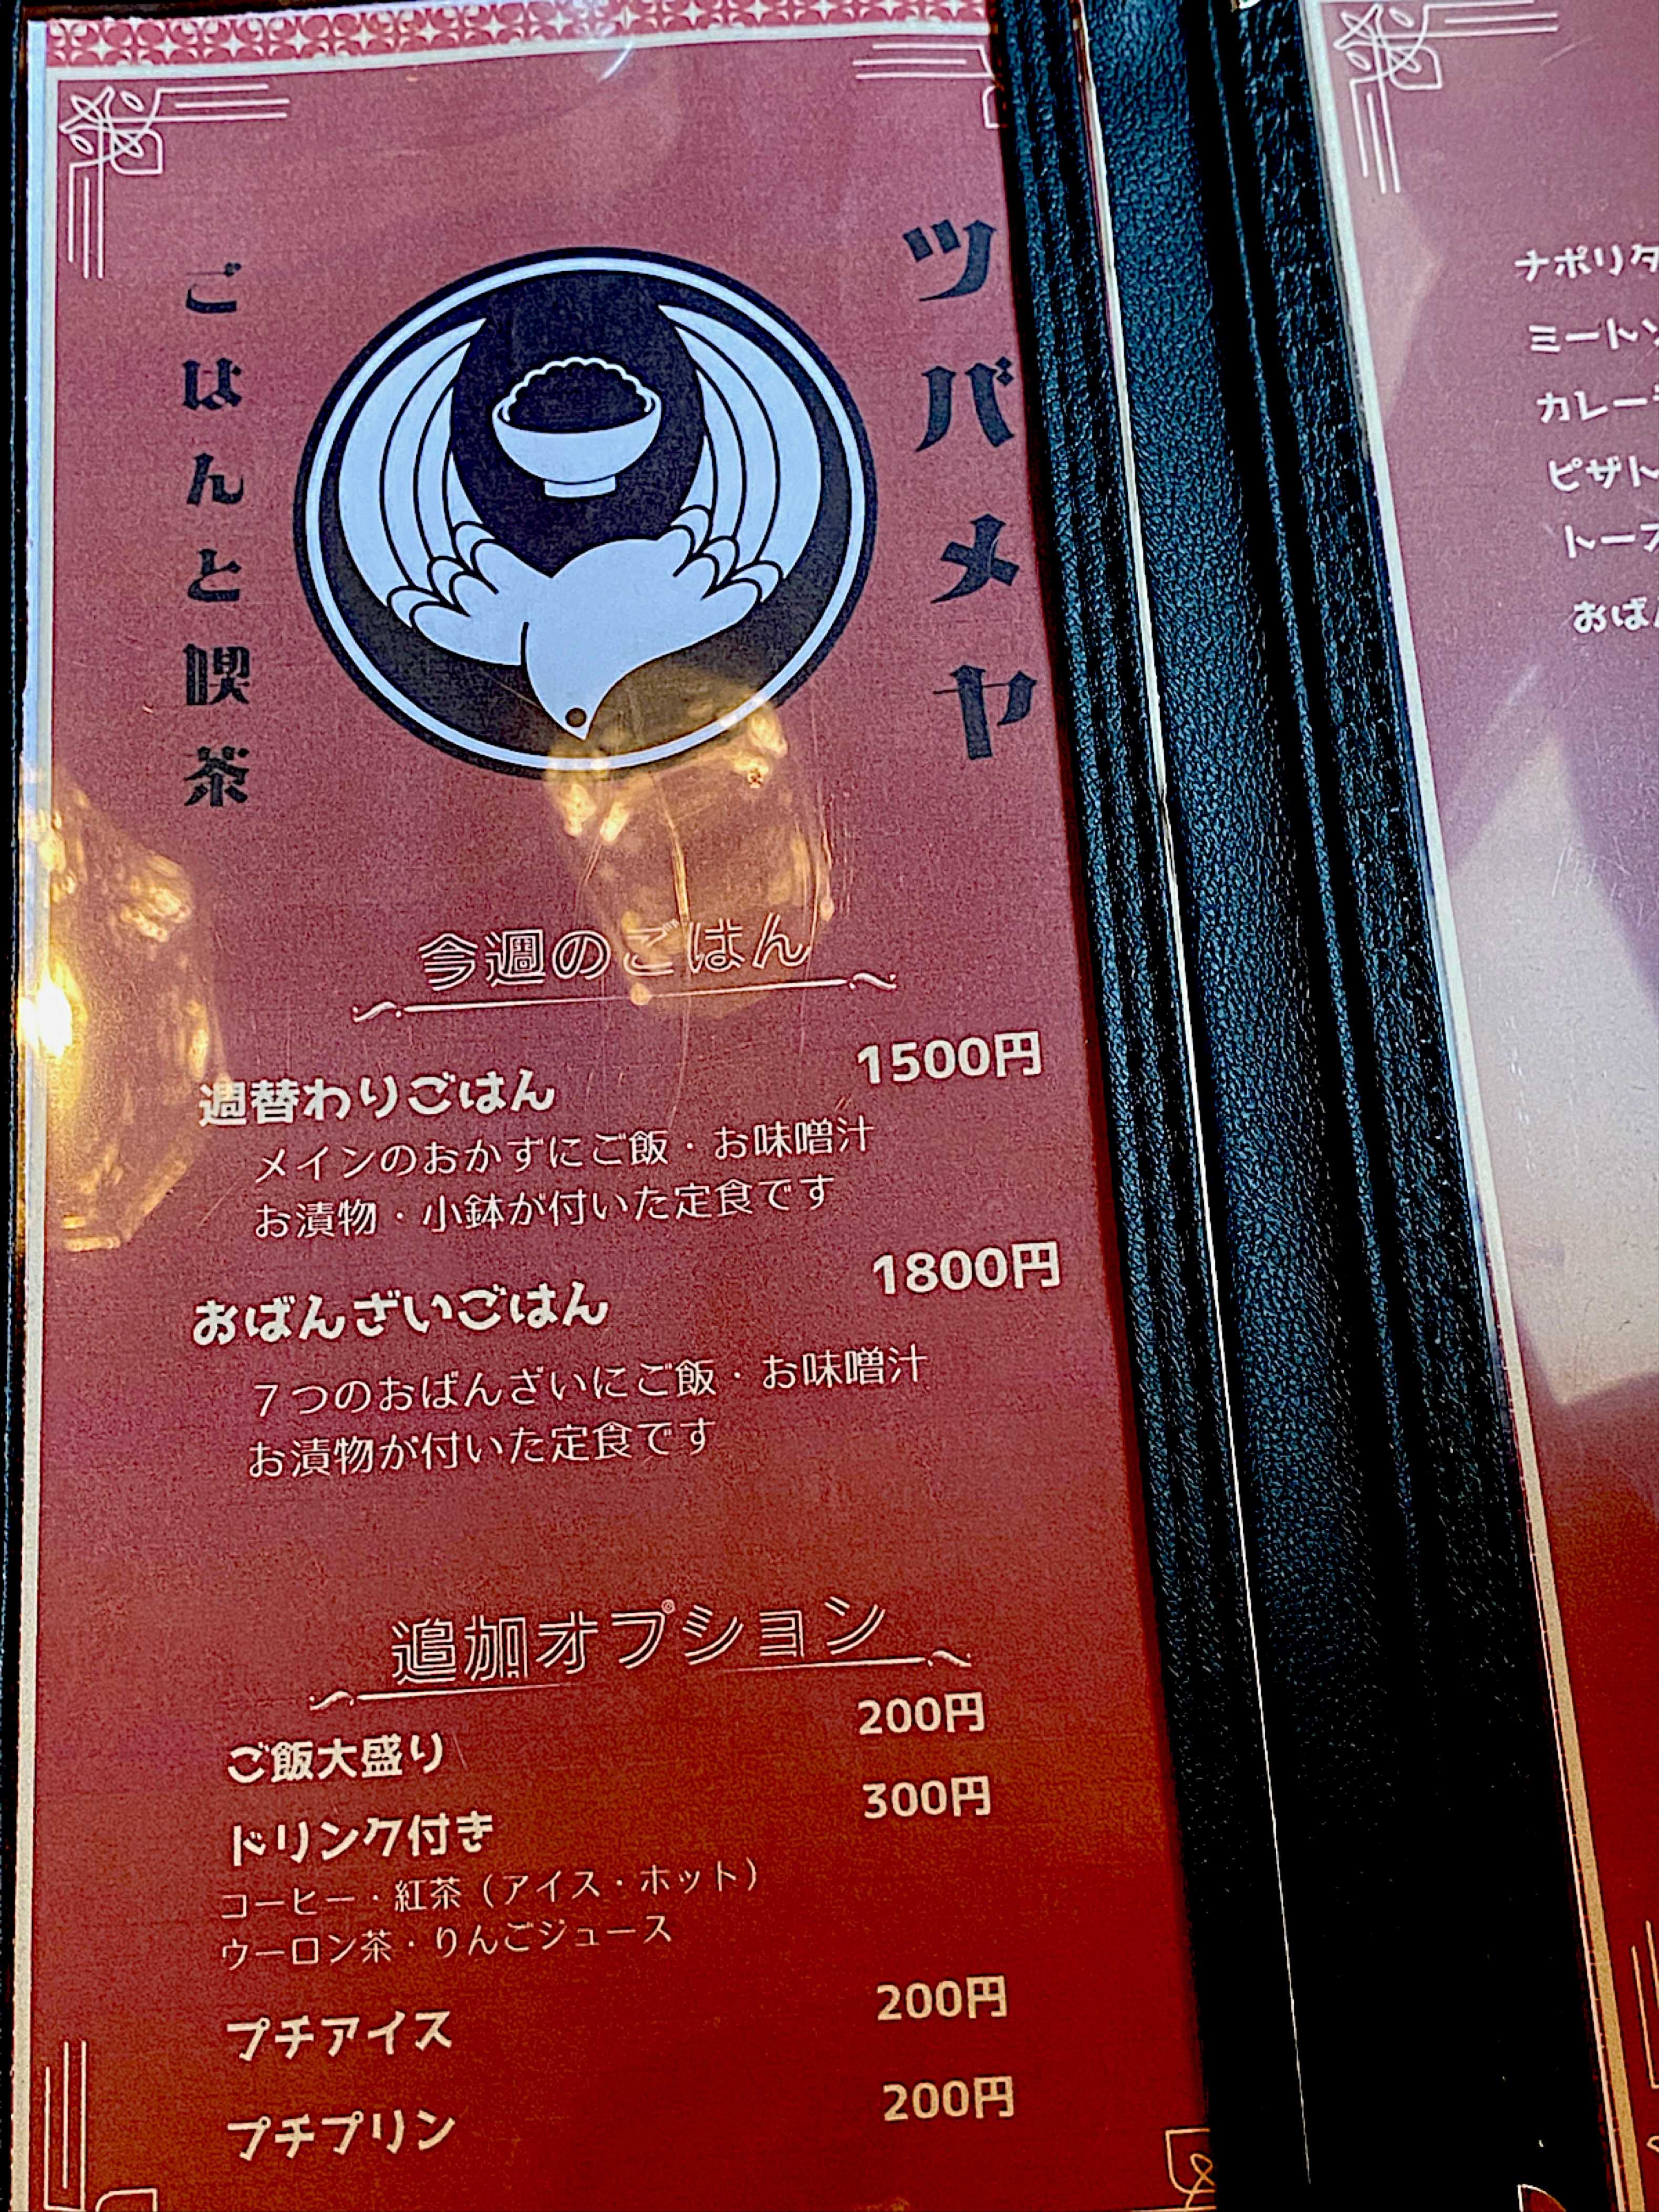 ツバメヤ
ごはんと喫茶
今週のごはん
週替わりごはん 1500円
メインのおかずにご飯・お味噌汁
お漬物・小鉢が付いた定食です
おばんざいごはん 1800円
７つのおばんざいにご飯・お味噌汁
お漬物が付いた定食です
追加オプション
ご飯大盛り 200円
ドリンク付き 300円
コーヒー・紅茶（アイス・ホット）
ウーロン茶・りんごジュース
プチアイス 200円
プチプリン 200円
ナポリタ
ミート
カレー
ピザト
トース
おばん